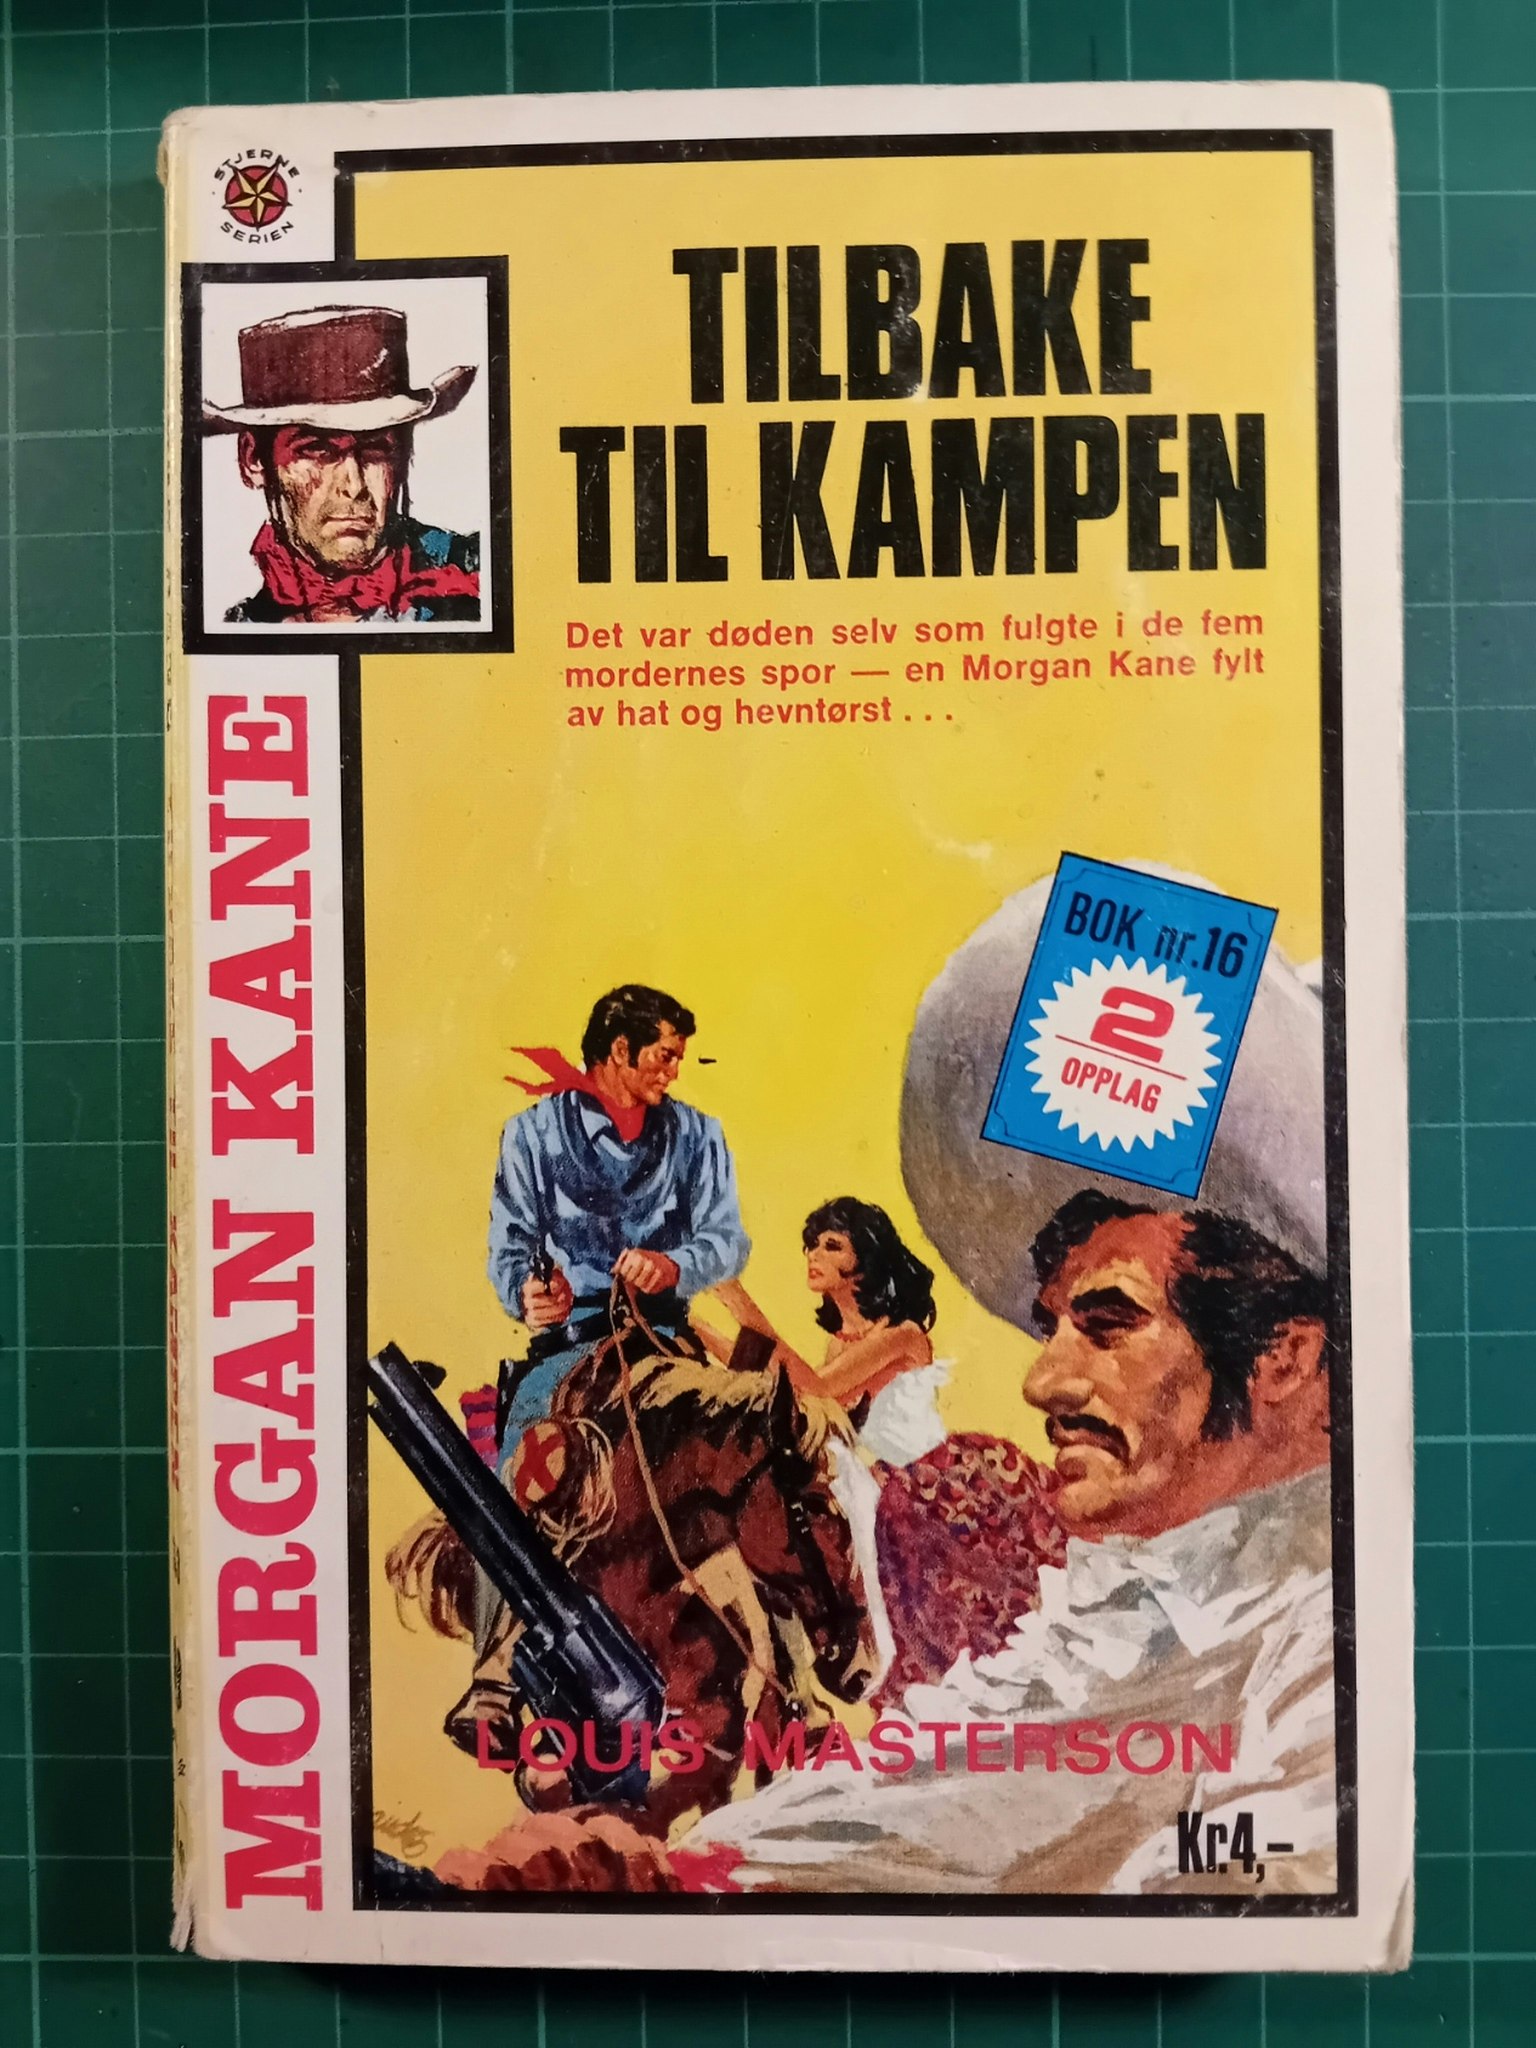 STJERNE
SERIEN
TILBAKE
TIL KAMPEN
Det var døden selv som fulgte i de fem
mordernes spor — en Morgan Kane fylt
av hat og hevntørst . . .
MORGAN KANE
BOK nr.16
2
OPPLAG
LOUIS MASTERSON
Kr.4,-